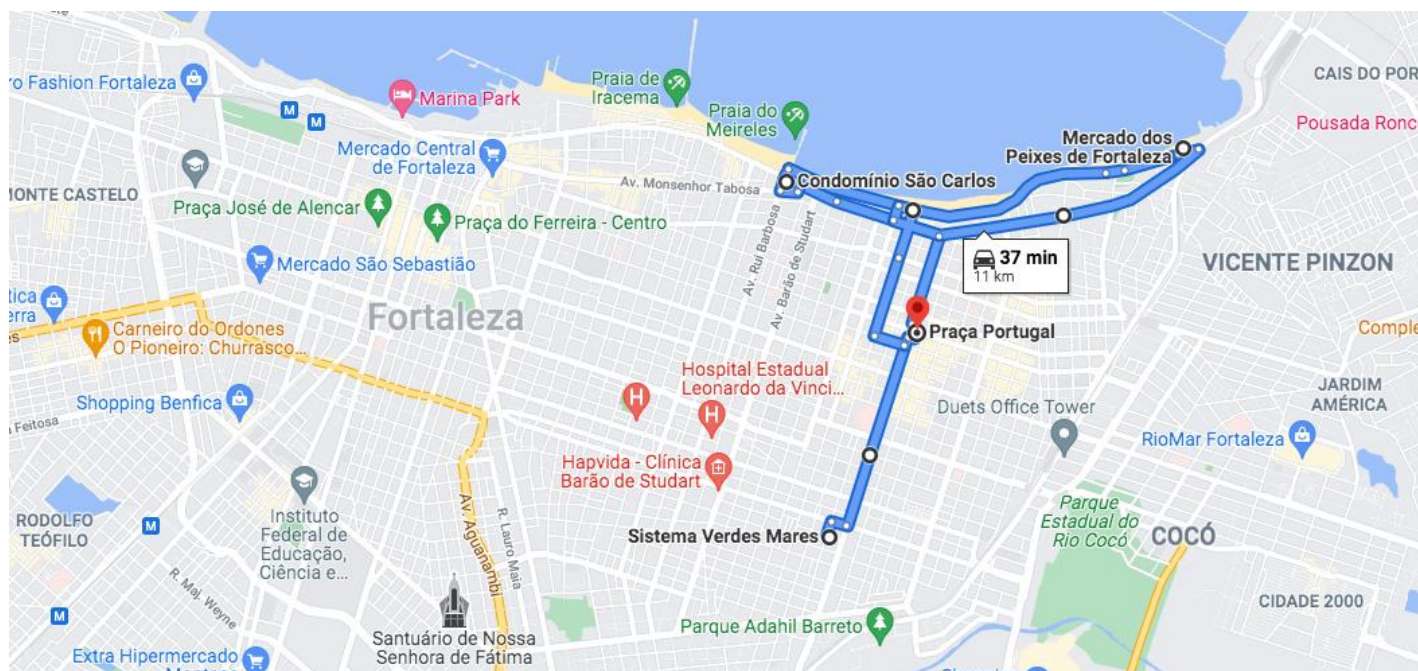 ro Fashion Fortaleza
M
M
Marina Park
Praia de
Iracema
Praia do
Meireles
CAIS DO POR
Pousada Ronc
Mercado dos
Peixes de Fortaleza
Mercado Central
de Fortaleza
Av. Monsenhor Tabosa
Condomínio São Carlos
MONTE CASTELO
Praça José de Alencar
Praça do Ferreira - Centro
Av. Rui Barbosa
Av. Barão de Studart
Mercado São Sebastião
37 min
11 km
VICENTE PINZON
Fortaleza
Praça Portugal
Carneiro do Ordones
O Pioneiro: Churrasco...
Comple
Hospital Estadual
Leonardo da Vinci...
H
H
Shopping Benfica
Feitosa
Duets Office Tower
JARDIM
AMÉRICA
RioMar Fortaleza
Hapvida - Clínica
Barão de Studart
Av. Aguanambi
R. Lauro Maia
Parque
Estadual do
Rio Cocó
COCÓ
RODOLFO
TEÓFILO
M
Instituto
Federal de
Educação,
Ciência e...
Sistema Verdes Mares
R. Maj. Weyne
M
Santuário de Nossa
Senhora de Fátima
Parque Adahil Barreto
CIDADE 2000
Extra Hipermercado